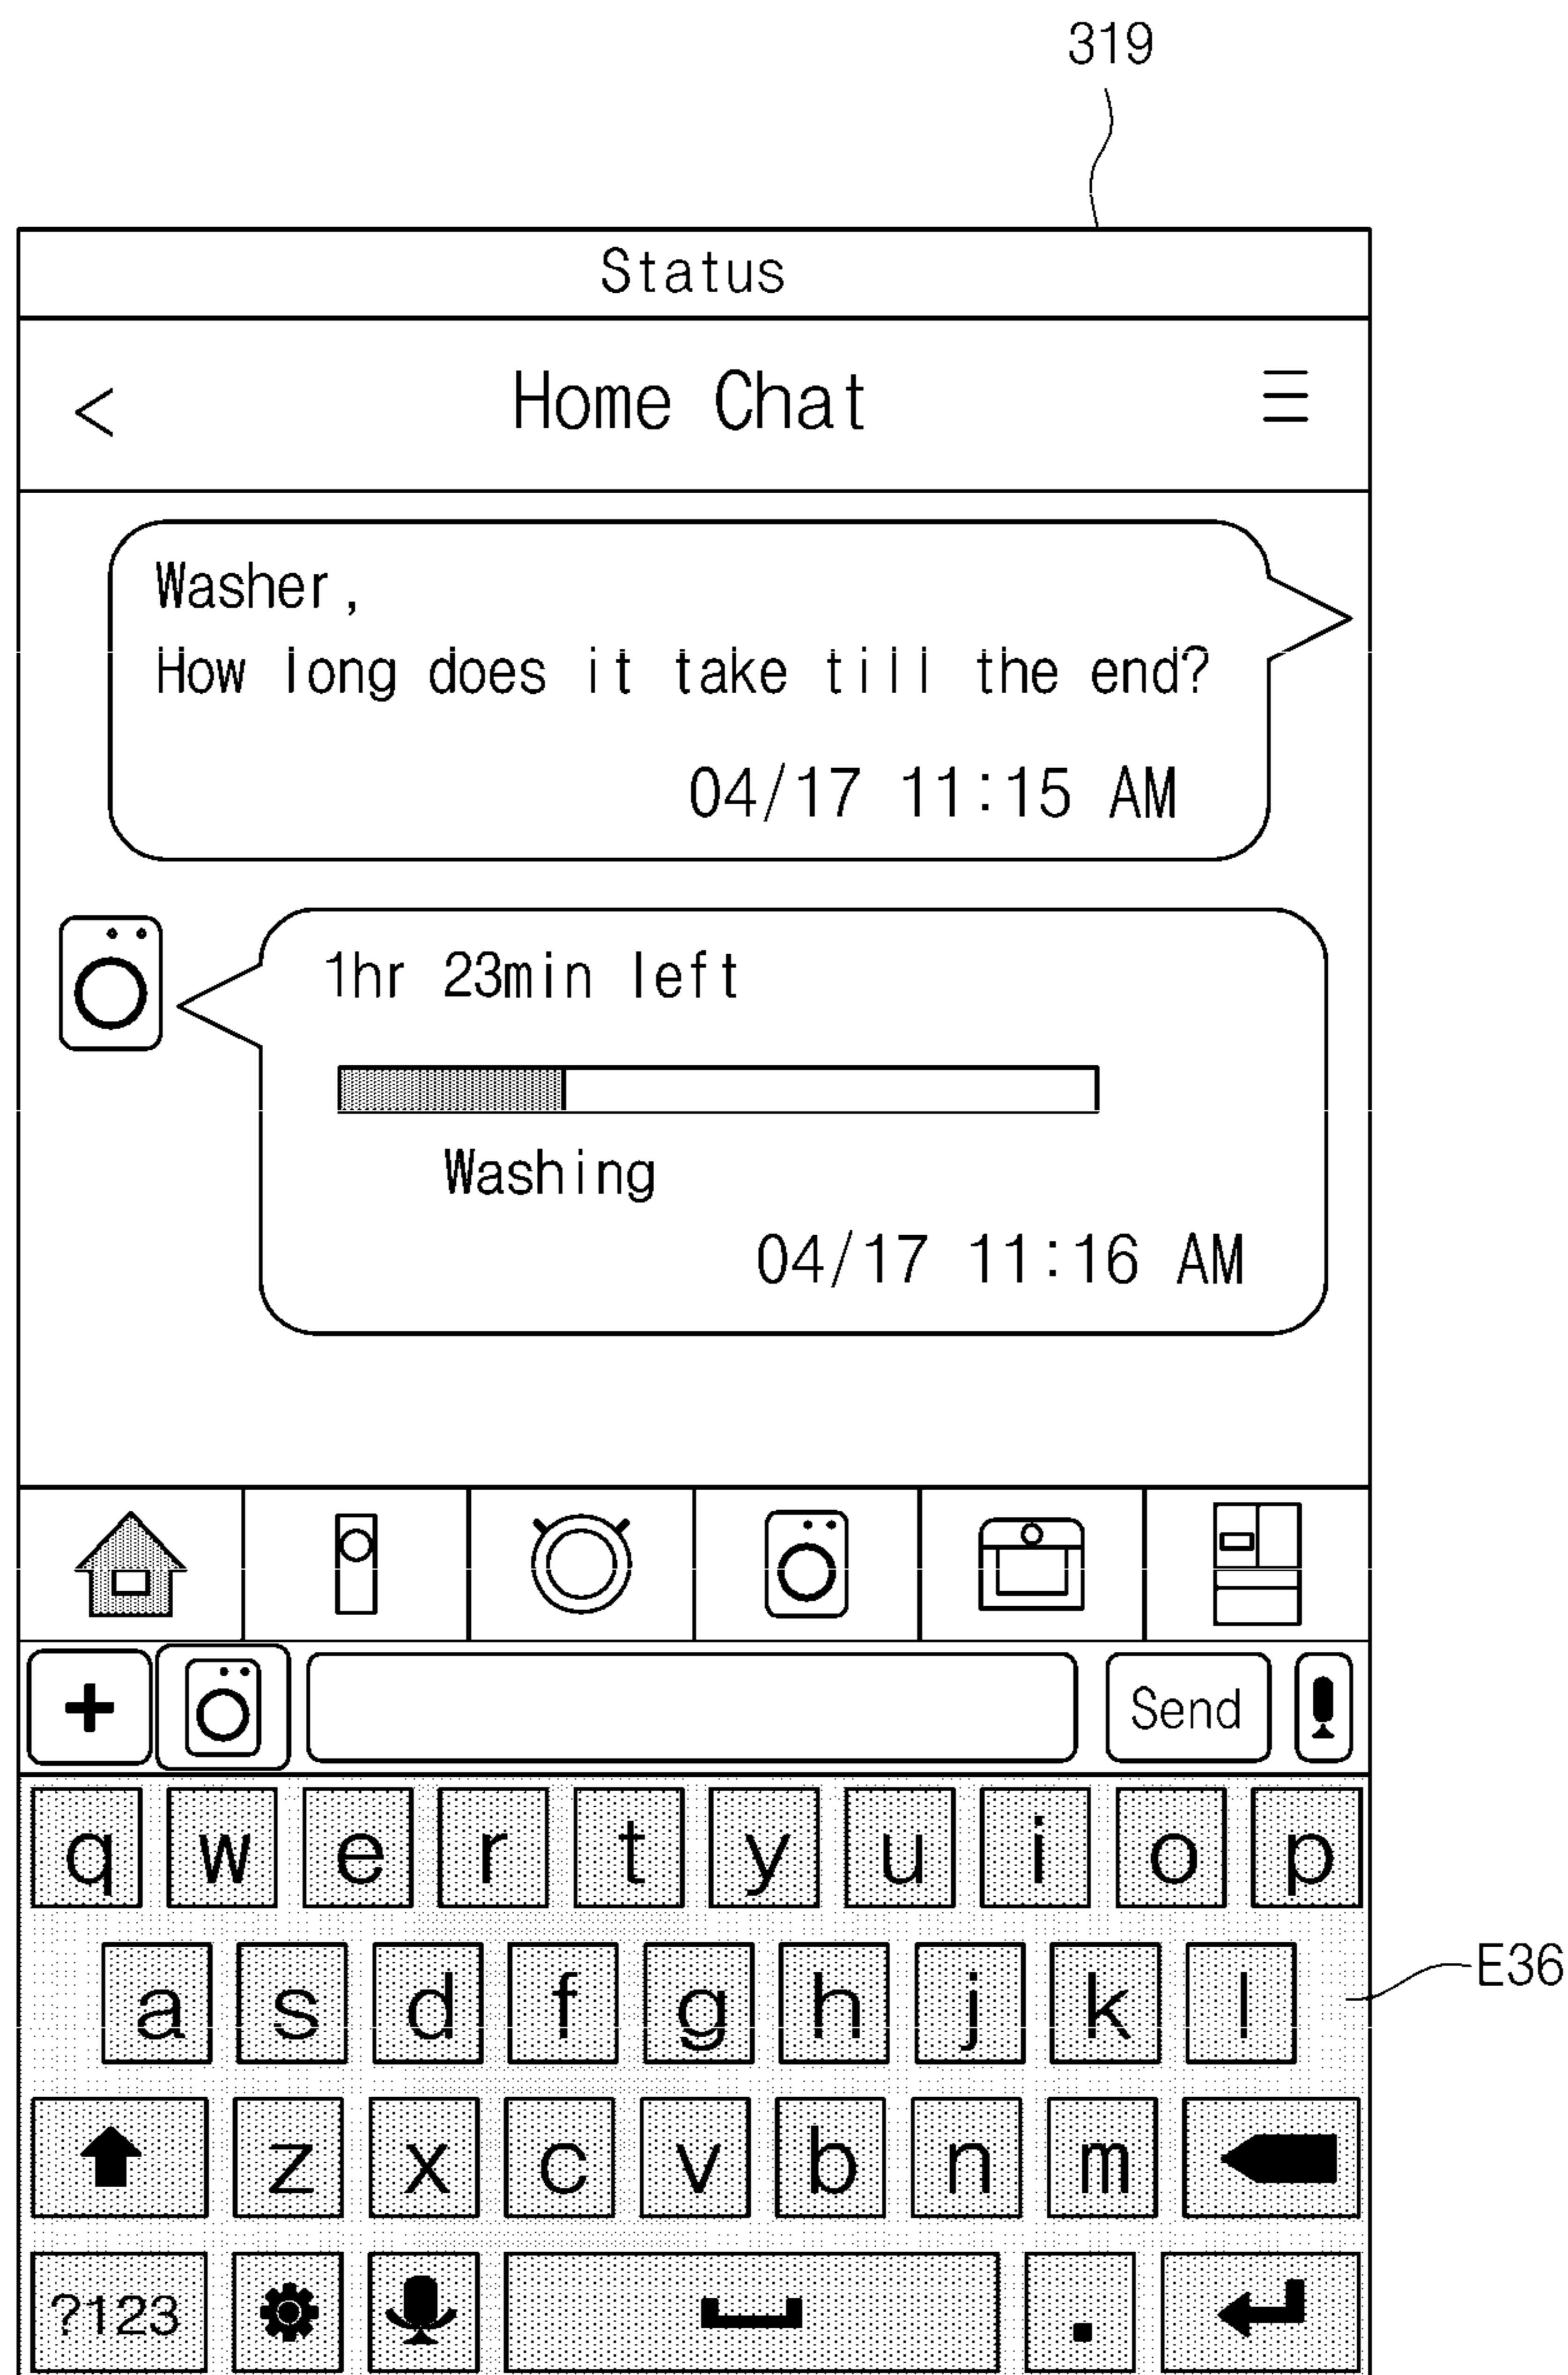 319
Status
< Home Chat
Washer,
How long does it take till the end?
04/17 11:15 AM
1hr 23min left
Washing
04/17 11:16 AM
+ Send
q w e r t y u i o p
a s d f g h j k l
E36
z x c v b n m
?123 .